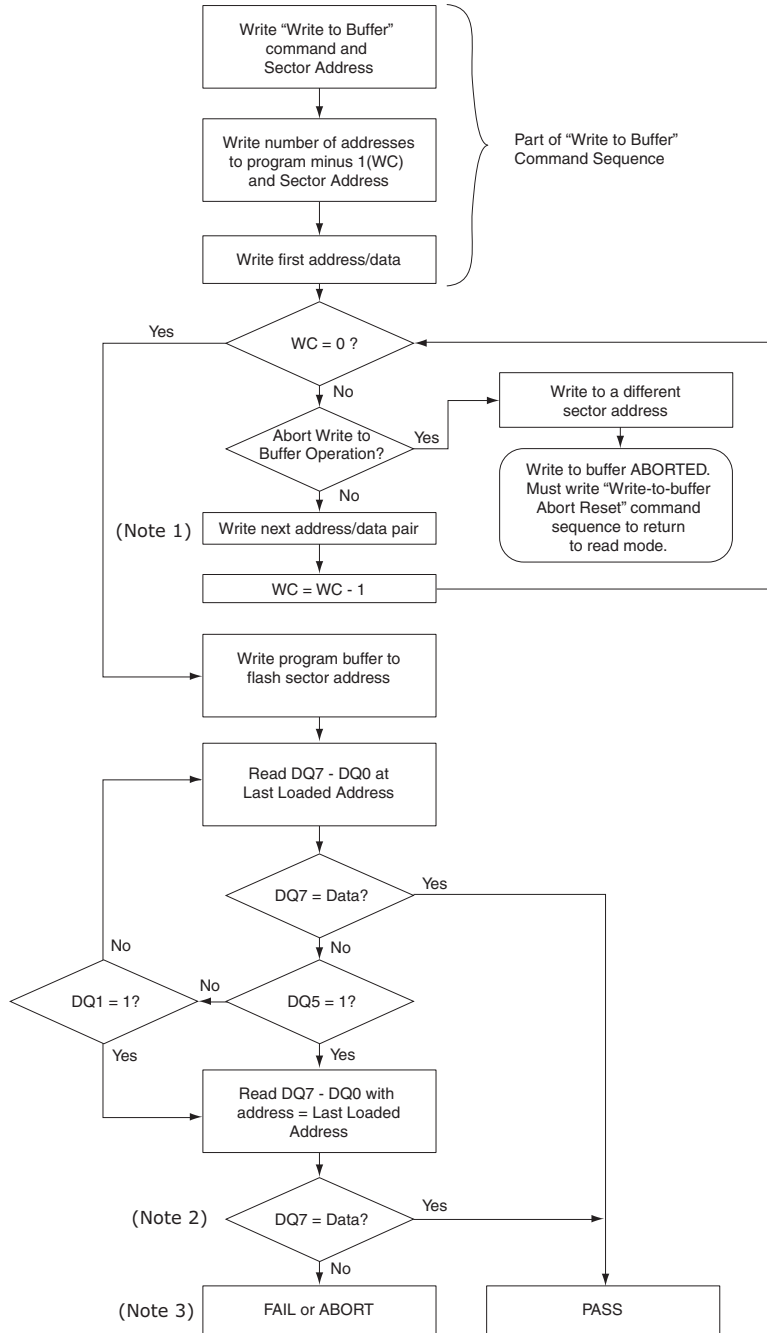 Write “Write to Buffer”
command and
Sector Address
Write number of addresses
to program minus 1(WC)
and Sector Address
Part of “Write to Buffer”
Command Sequence
Write first address/data
Yes
WC = 0 ?
No
Write to a different
sector address
Abort Write to
Buffer Operation?
Yes
No
Write to buffer ABORTED.
Must write “Write-to-buffer
Abort Reset” command
sequence to return
to read mode.
(Note 1)
Write next address/data pair
WC = WC - 1
Write program buffer to
flash sector address
Read DQ7 - DQ0 at
Last Loaded Address
DQ7 = Data?
Yes
No
No
DQ1 = 1?
No
DQ5 = 1?
Yes
Yes
Read DQ7 - DQ0 with
address = Last Loaded
Address
(Note 2)
DQ7 = Data?
Yes
No
(Note 3)
FAIL or ABORT
PASS